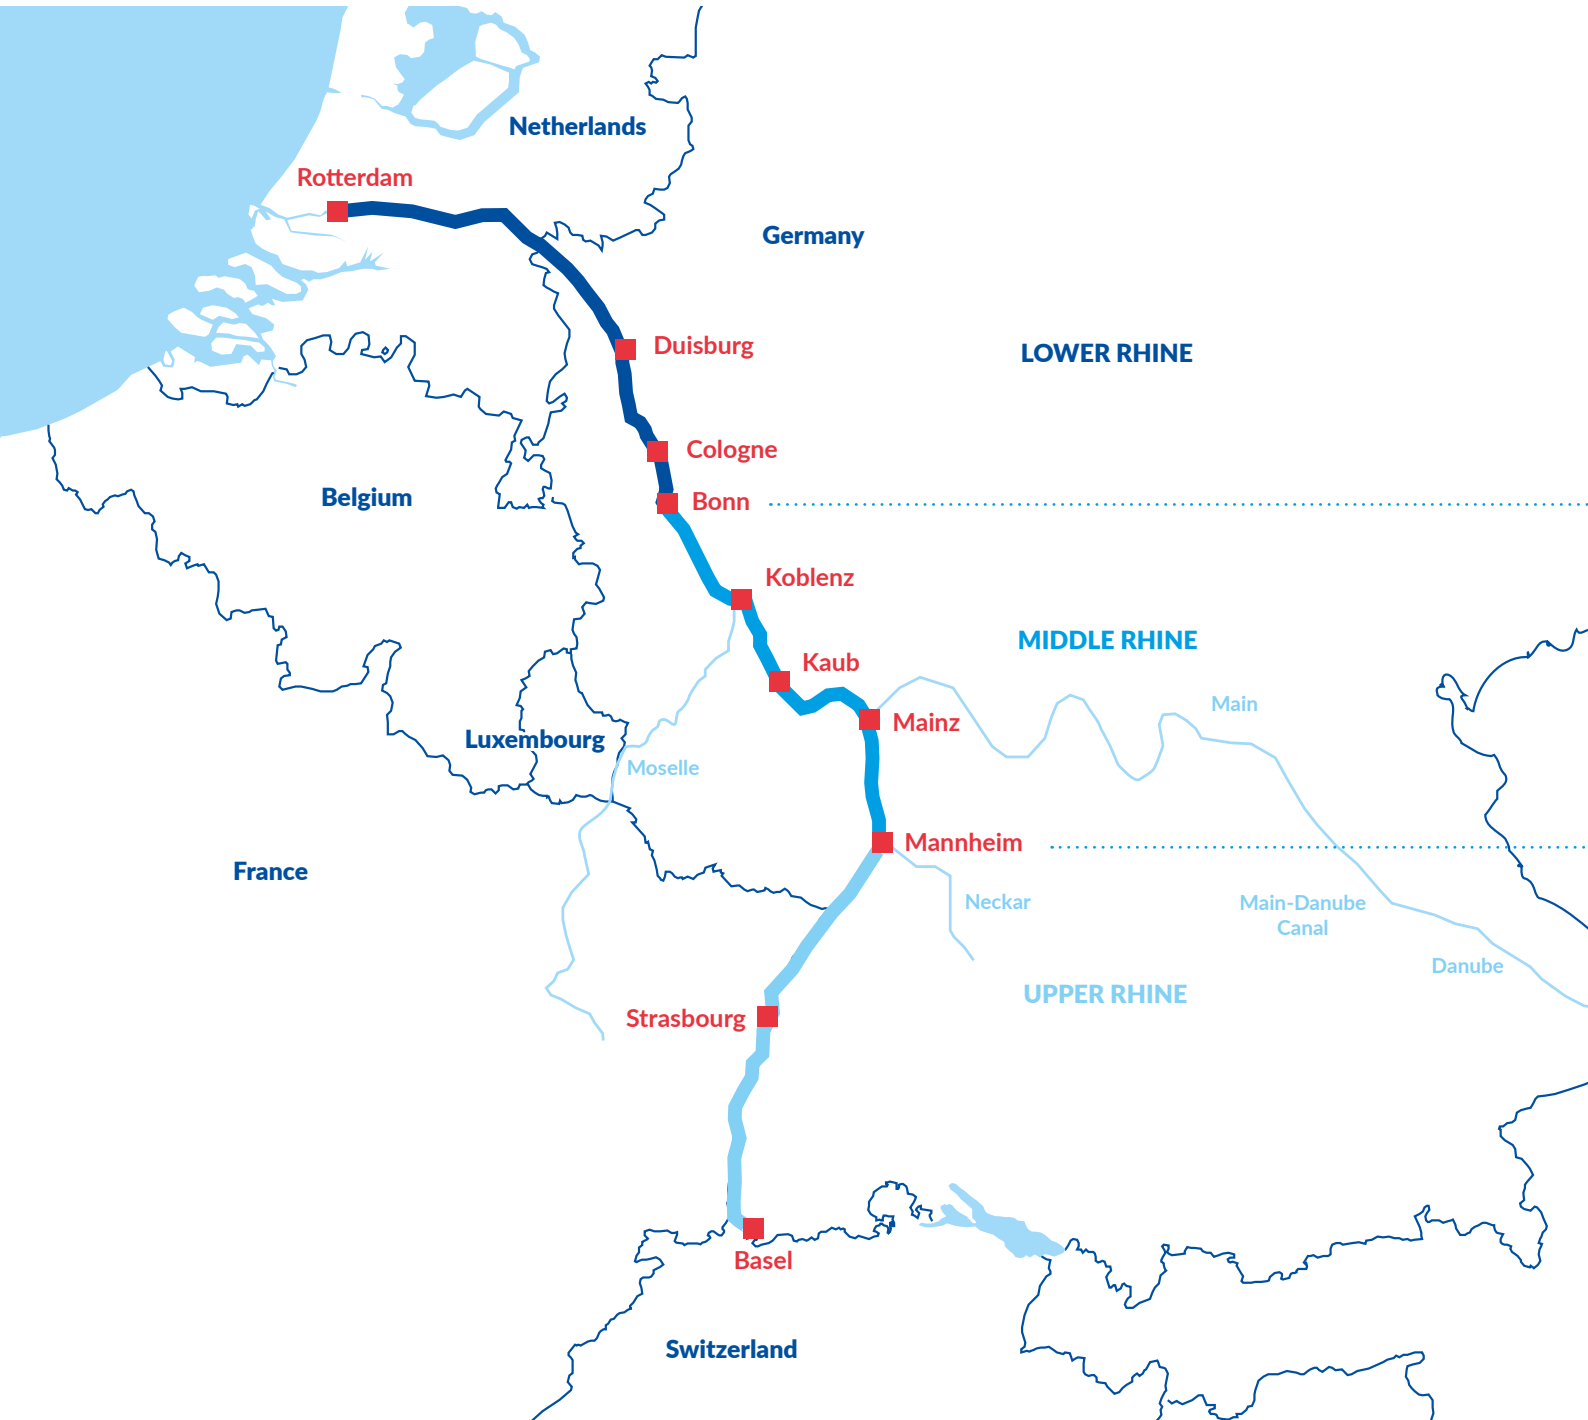 Netherlands
Rotterdam
Germany
Duisburg
LOWER RHINE
Cologne
Belgium
Bonn
Koblenz
MIDDLE RHINE
Kaub
Main
Mainz
Luxembourg
Moselle
Mannheim
France
Neckar
Main-Danube
Canal
Danube
UPPER RHINE
Strasbourg
Basel
Switzerland